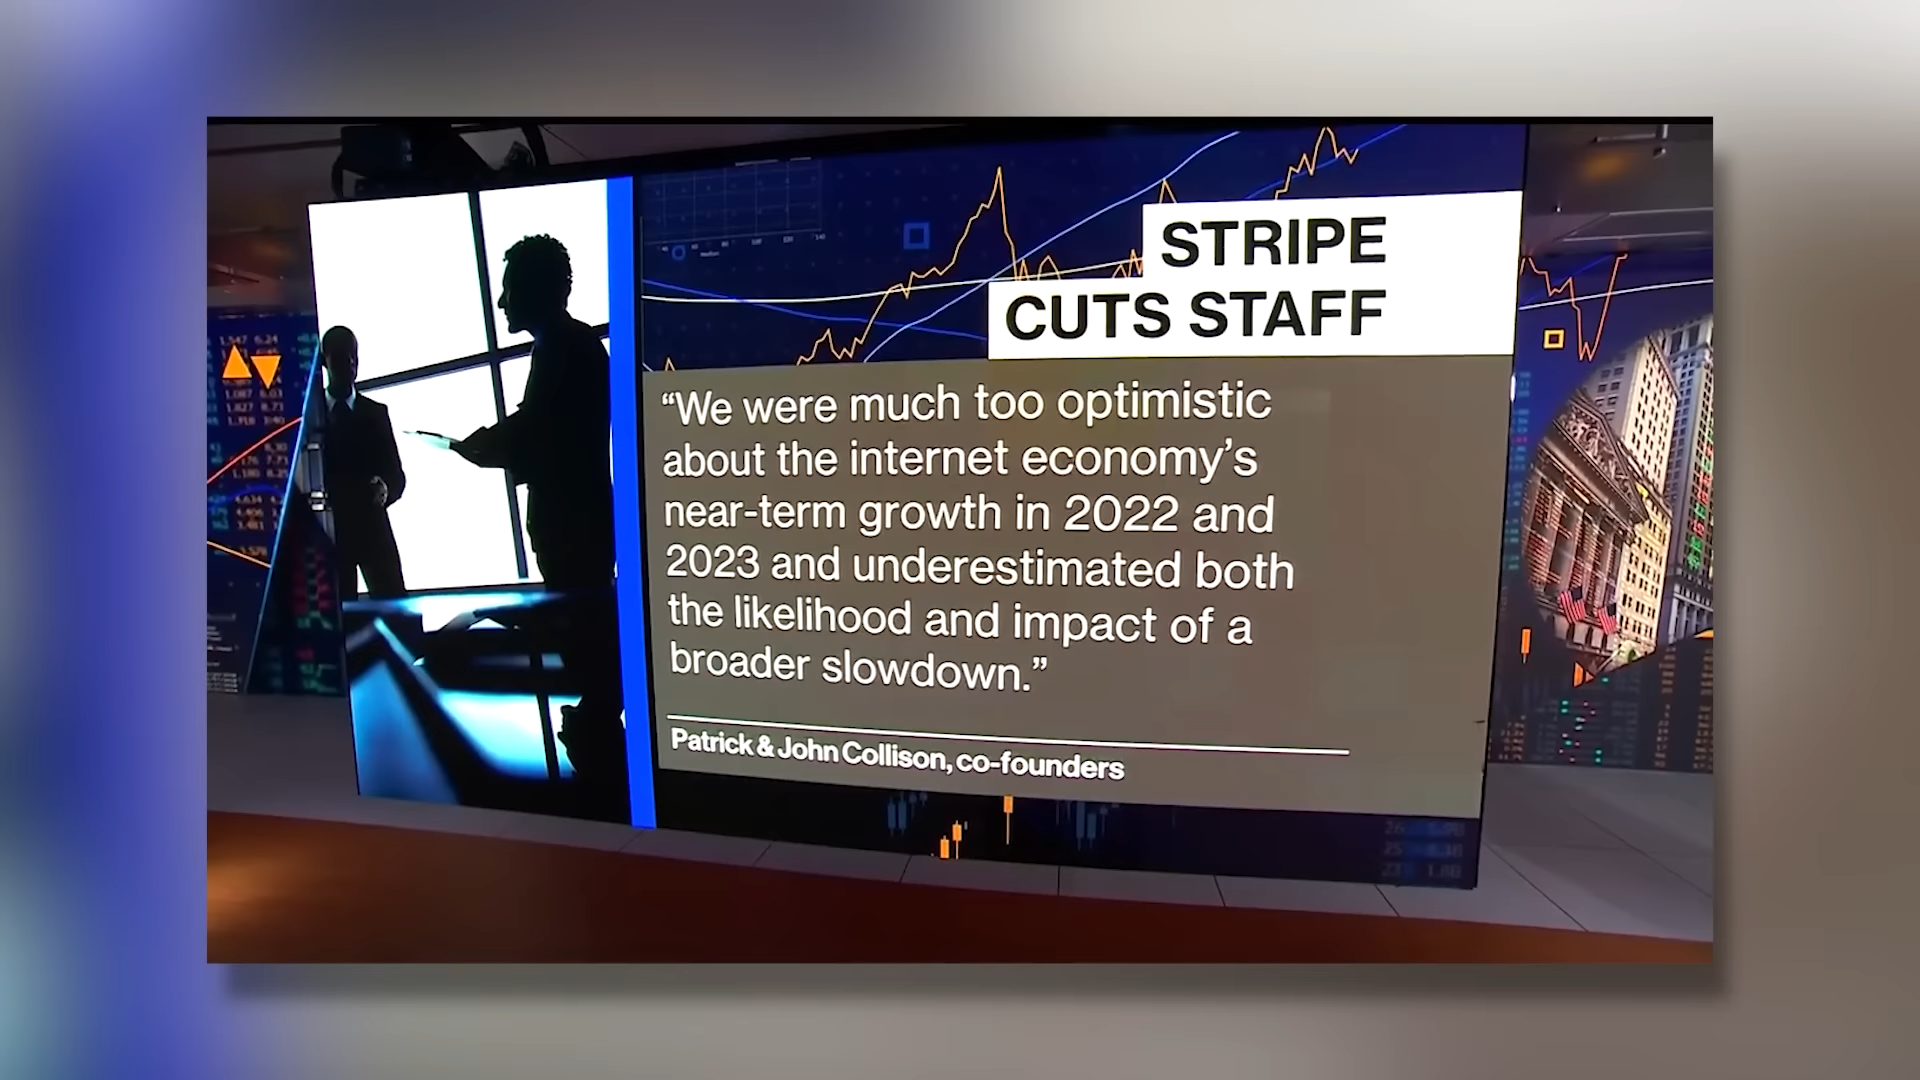 STRIPE
CUTS STAFF
“We were much too optimistic
about the internet economy’s
near-term growth in 2022 and
2023 and underestimated both
the likelihood and impact of a
broader slowdown.”
Patrick & John Collison, co-founders